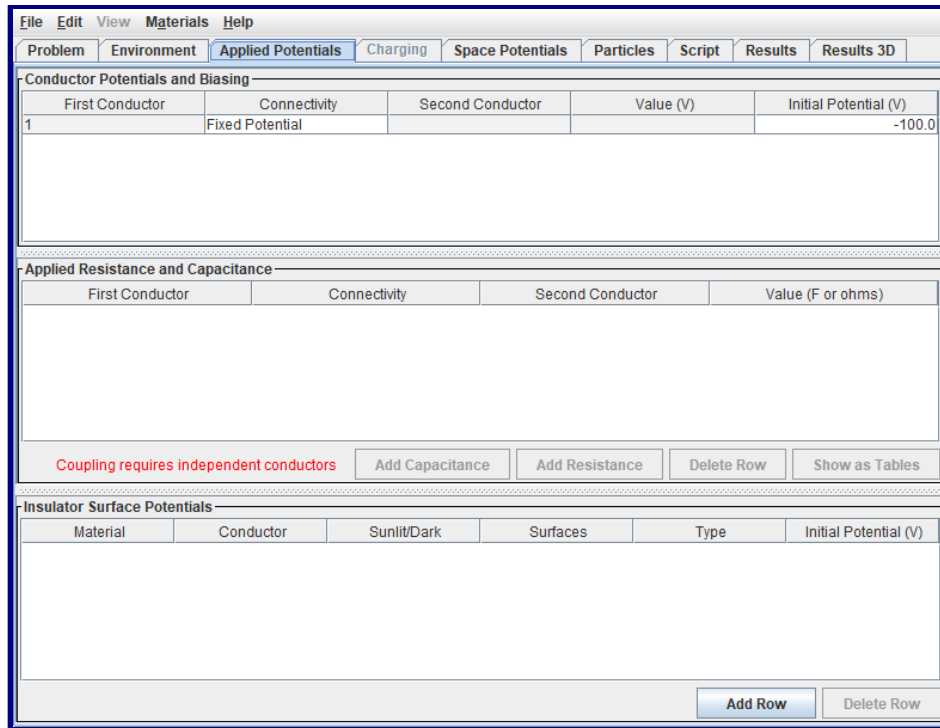 File Edit View Materials Help
Problem Environment Applied Potentials Charging Space Potentials Particles Script Results Results 3D
Conductor Potentials and Biasing
First Conductor Connectivity Second Conductor Value (V) Initial Potential (V)
1 Fixed Potential -100.0
Applied Resistance and Capacitance
First Conductor Connectivity Second Conductor Value (F or ohms)
Coupling requires independent conductors Add Capacitance Add Resistance Delete Row Show as Tables
Insulator Surface Potentials
Material Conductor Sunlit/Dark Surfaces Type Initial Potential (V)
Add Row Delete Row